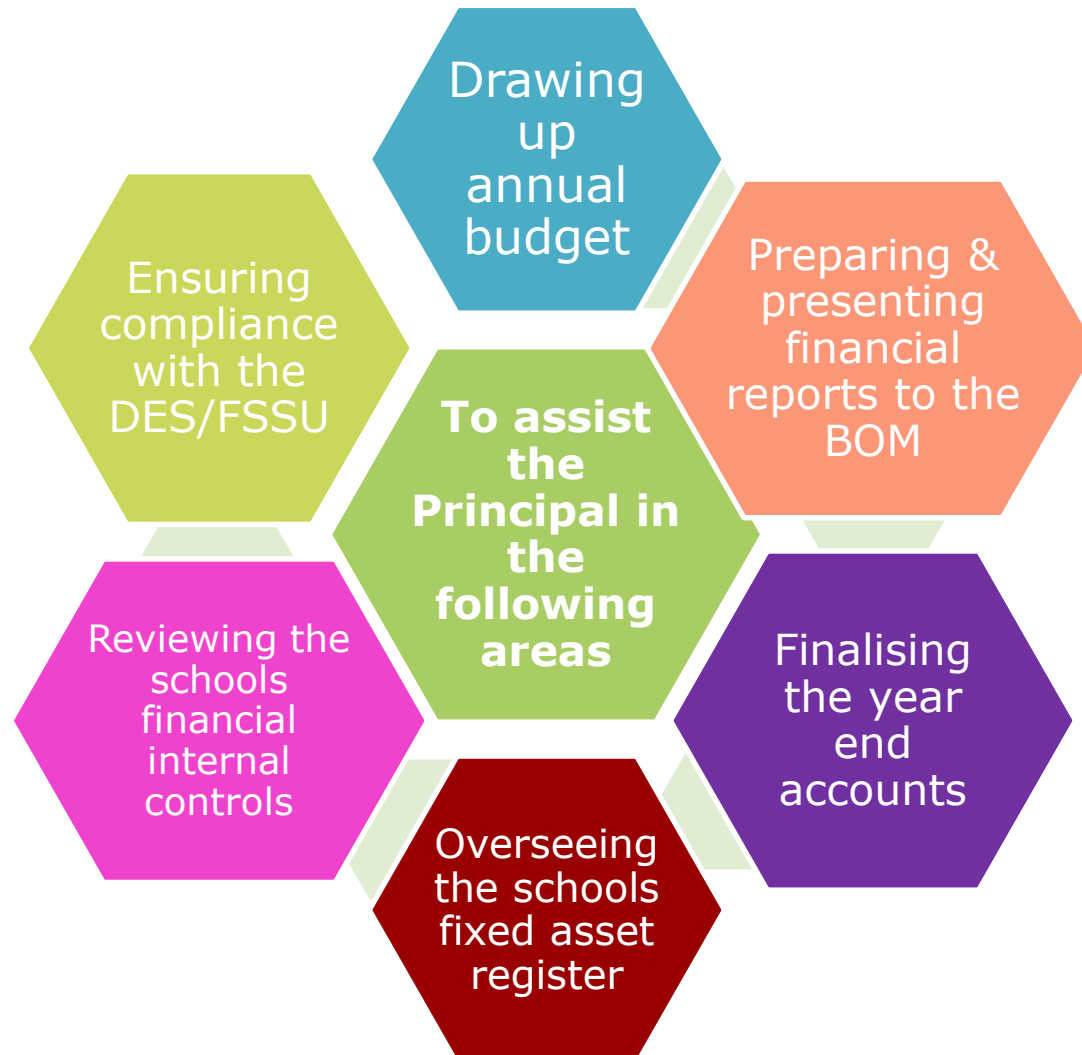 Drawing
up
annual
budget
Preparing &
presenting
financial
reports to the
BOM
Finalising
the year
end
accounts
Overseeing
the schools
fixed asset
register
Reviewing the
schools
financial
internal
controls
Ensuring
compliance
with the
DES/FSSU
To assist
the
Principal in
the
following
areas